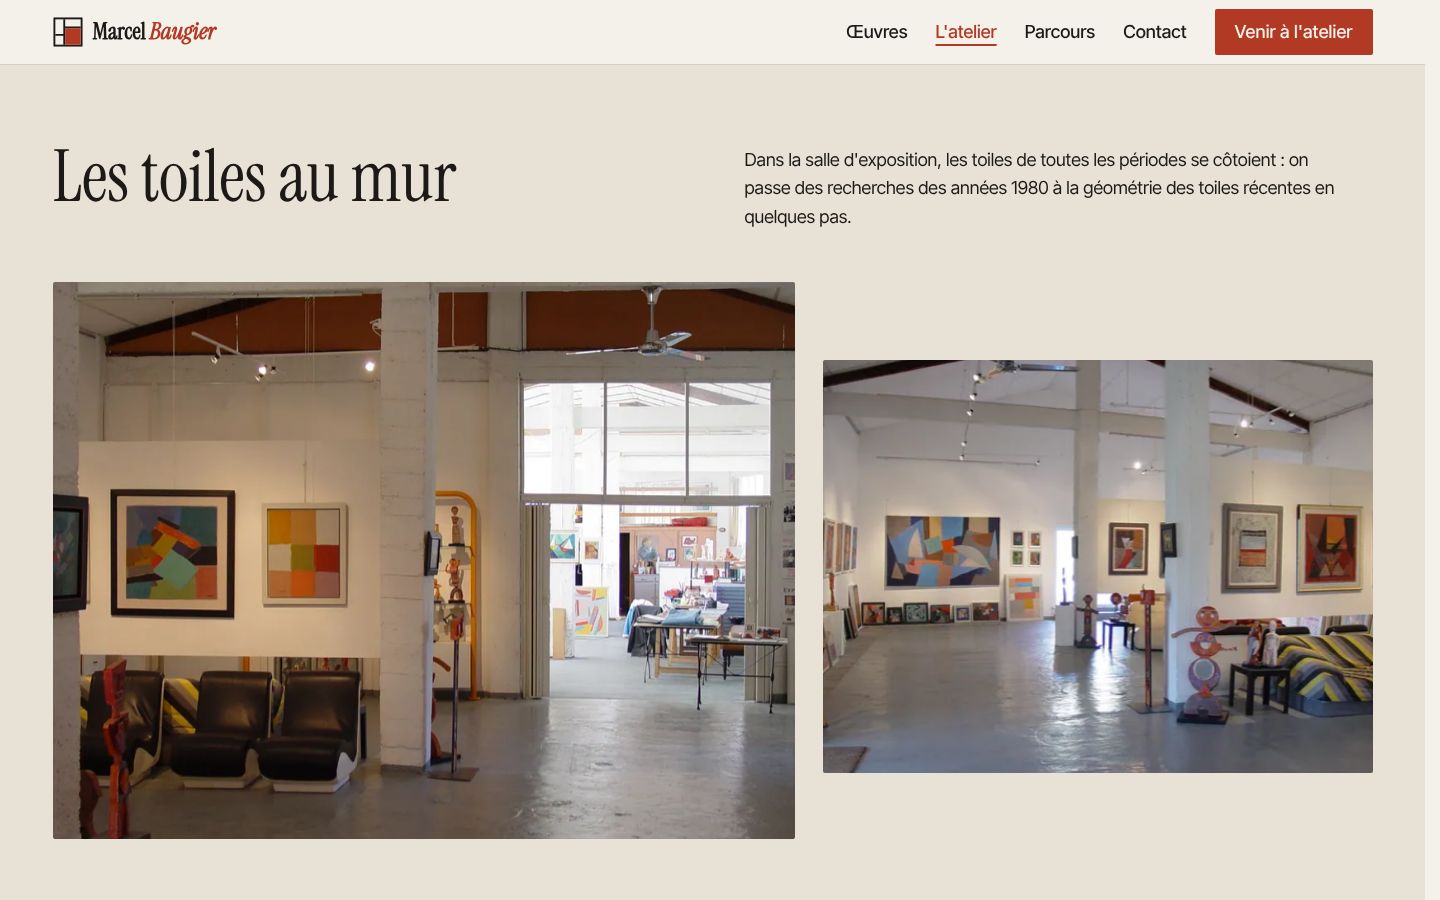 Marcel Baugier
Œuvres
L'atelier
Parcours
Contact
Venir à l'atelier
Les toiles au mur
Dans la salle d'exposition, les toiles de toutes les périodes se côtoient : on
passe des recherches des années 1980 à la géométrie des toiles récentes en
quelques pas.